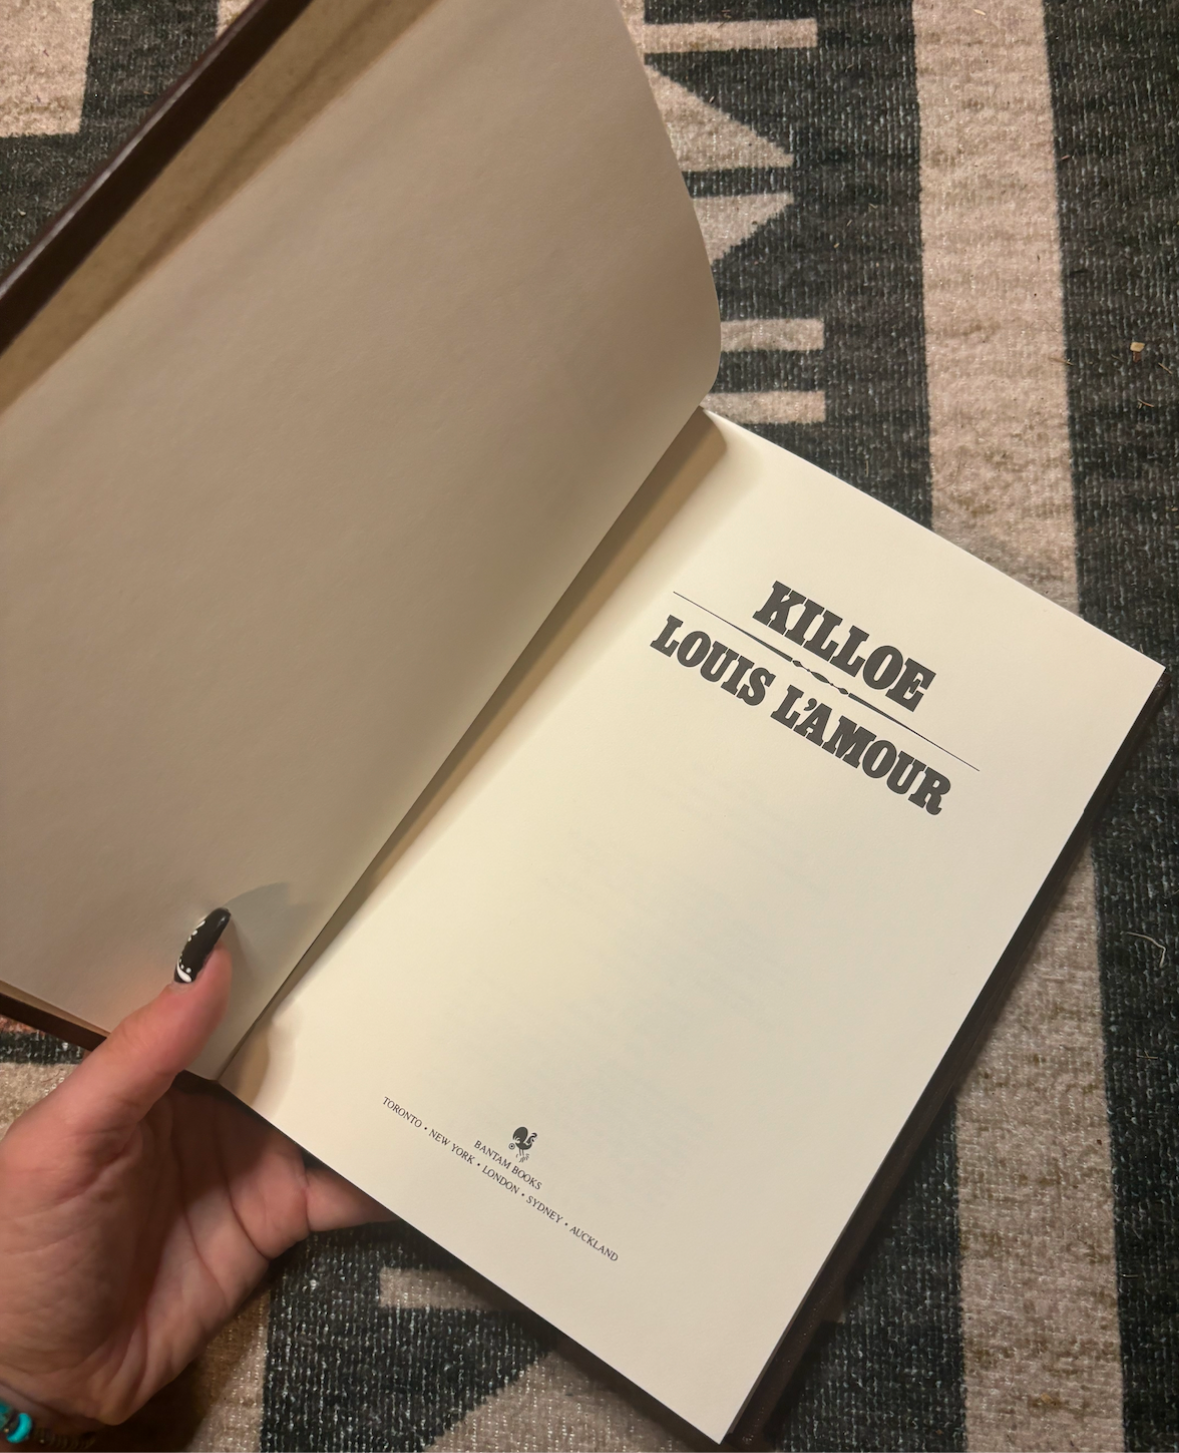 KILLOE
LOUIS L'AMOUR
BANTAM BOOKS
TORONTO • NEW YORK • LONDON • SYDNEY • AUCKLAND